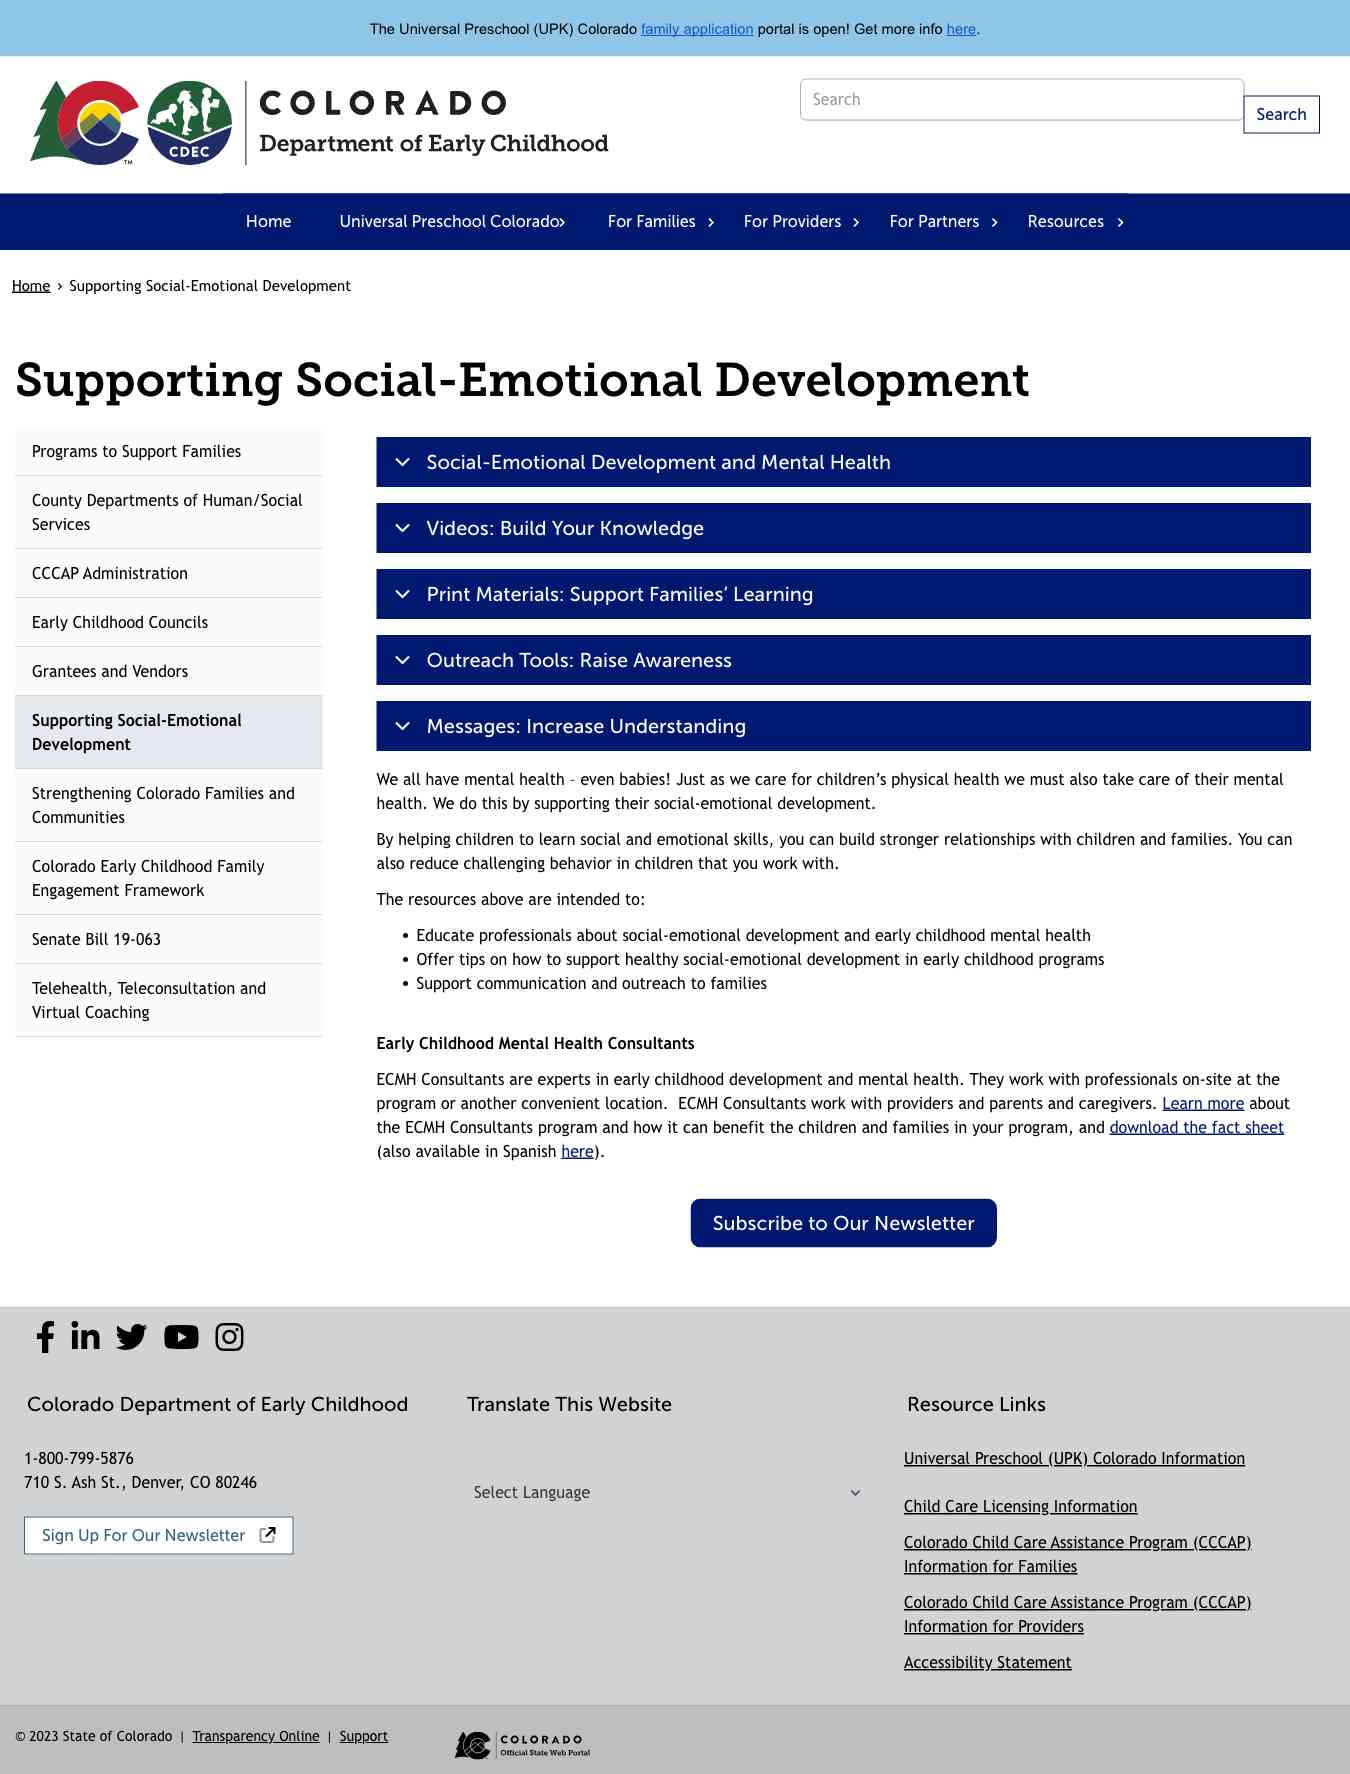 The Universal Preschool (UPK) Colorado family application portal is open! Get more info here.
CDEC
TM
COLORADO
Department of Early Childhood
Search
Search
Home
Universal Preschool Colorado
For Families
For Providers
For Partners
Resources
Home › Supporting Social-Emotional Development
Supporting Social-Emotional Development
Programs to Support Families
County Departments of Human/Social
Services
CCCAP Administration
Early Childhood Councils
Grantees and Vendors
Supporting Social-Emotional
Development
Strengthening Colorado Families and
Communities
Colorado Early Childhood Family
Engagement Framework
Senate Bill 19-063
Telehealth, Teleconsultation and
Virtual Coaching
Social-Emotional Development and Mental Health
Videos: Build Your Knowledge
Print Materials: Support Families’ Learning
Outreach Tools: Raise Awareness
Messages: Increase Understanding
We all have mental health - even babies! Just as we care for children’s physical health we must also take care of their mental
health. We do this by supporting their social-emotional development.
By helping children to learn social and emotional skills, you can build stronger relationships with children and families. You can
also reduce challenging behavior in children that you work with.
The resources above are intended to:
• Educate professionals about social-emotional development and early childhood mental health
• Offer tips on how to support healthy social-emotional development in early childhood programs
• Support communication and outreach to families
Early Childhood Mental Health Consultants
ECMH Consultants are experts in early childhood development and mental health. They work with professionals on-site at the
program or another convenient location.  ECMH Consultants work with providers and parents and caregivers. Learn more about
the ECMH Consultants program and how it can benefit the children and families in your program, and download the fact sheet
(also available in Spanish here).
Subscribe to Our Newsletter
Colorado Department of Early Childhood
1-800-799-5876
710 S. Ash St., Denver, CO 80246
Sign Up For Our Newsletter
Translate This Website
Select Language
Resource Links
Universal Preschool (UPK) Colorado Information
Child Care Licensing Information
Colorado Child Care Assistance Program (CCCAP)
Information for Families
Colorado Child Care Assistance Program (CCCAP)
Information for Providers
Accessibility Statement
© 2023 State of Colorado | Transparency Online | Support
COLORADO
Official State Web Portal